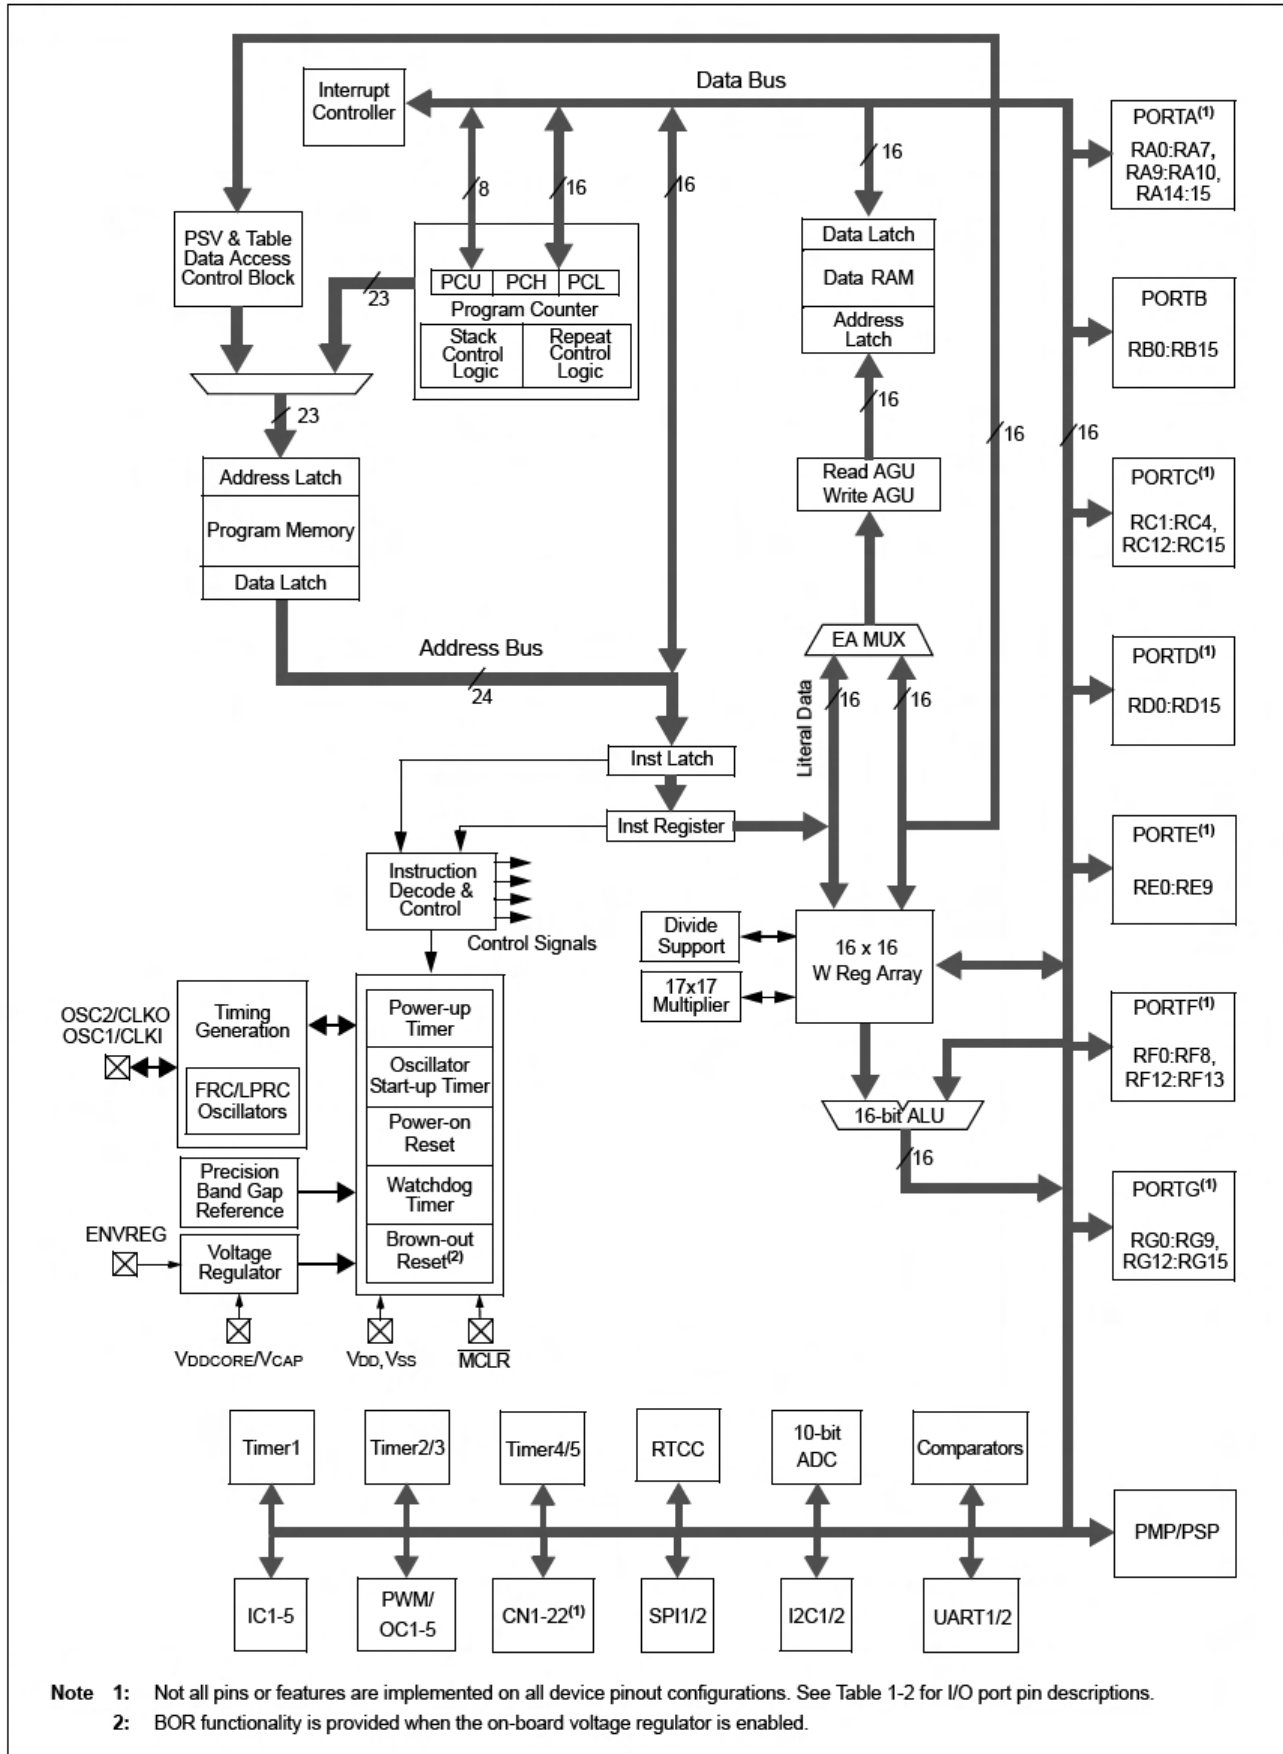 Data Bus
Interrupt
Controller
8
16
16
16
PORTA(1)
RA0:RA7,
RA9:RA10,
RA14:15
PSV & Table
Data Access
Control Block
23
PCU PCH PCL
Program Counter
Stack
Control
Logic
Repeat
Control
Logic
Data Latch
Data RAM
Address
Latch
PORTB
RB0:RB15
23
16
16
16
Address Latch
Program Memory
Data Latch
Read AGU
Write AGU
PORTC(1)
RC1:RC4,
RC12:RC15
Address Bus
24
EA MUX
Literal Data
16
16
PORTD(1)
RD0:RD15
Inst Latch
Inst Register
PORTE(1)
RE0:RE9
Instruction
Decode &
Control
Control Signals
Divide
Support
17x17
Multiplier
16 x 16
W Reg Array
OSC2/CLKO
OSC1/CLKI
Timing
Generation
FRC/LPRC
Oscillators
Power-up
Timer
Oscillator
Start-up Timer
Power-on
Reset
Watchdog
Timer
Brown-out
Reset(2)
PORTF(1)
RF0:RF8,
RF12:RF13
16-bit ALU
16
Precision
Band Gap
Reference
ENVREG
Voltage
Regulator
PORTG(1)
RG0:RG9,
RG12:RG15
VDDCORE/VCAP
VDD, VSS
MCLR
Timer1
Timer2/3
Timer4/5
RTCC
10-bit
ADC
Comparators
PMP/PSP
IC1-5
PWM/
OC1-5
CN1-22(1)
SPI1/2
I2C1/2
UART1/2
Note 1: Not all pins or features are implemented on all device pinout configurations. See Table 1-2 for I/O port pin descriptions.
2: BOR functionality is provided when the on-board voltage regulator is enabled.